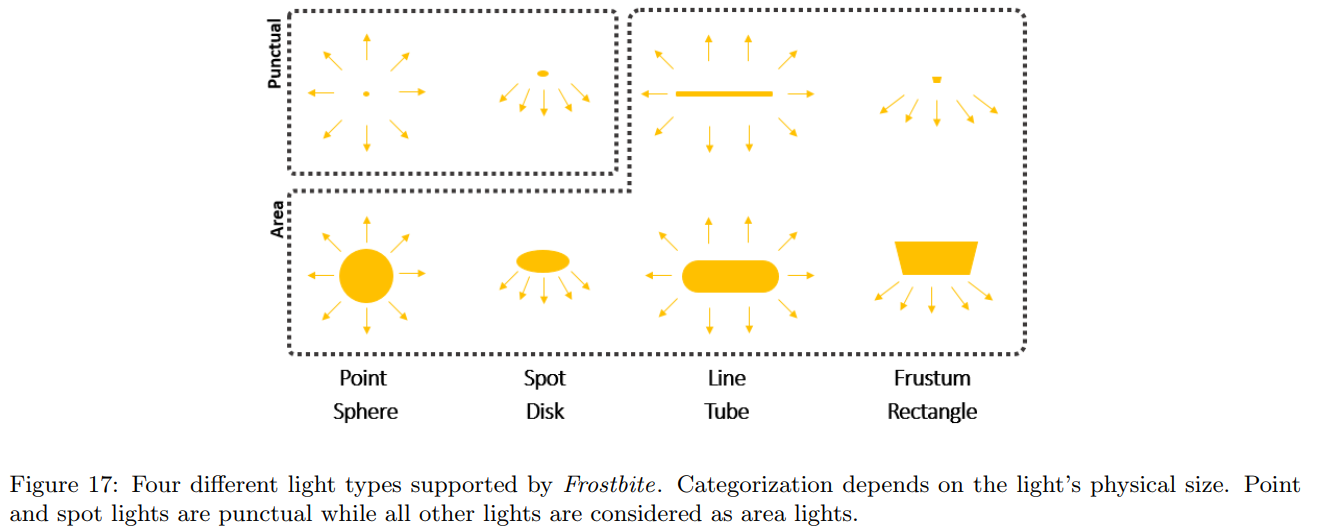 Punctual
Area
Point Spot Line Frustum
Sphere Disk Tube Rectangle
Figure 17: Four different light types supported by Frostbite. Categorization depends on the light's physical size. Point
and spot lights are punctual while all other lights are considered as area lights.